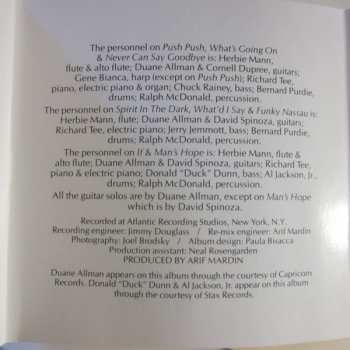 The personnel on Push Push, What's Going On
& Never Can Say Goodbye is: Herbie Mann,
flute & alto flute; Duane Allman & Cornell Dupree, guitars;
Gene Bianca, harp (except on Push Push); Richard Tee,
piano, electric piano & organ; Chuck Rainey, bass; Bernard Purdie,
drums; Ralph McDonald, percussion.
The personnel on Spirit In The Dark, What'd I Say & Funky Nassau is:
Herbie Mann, flute; Duane Allman & David Spinoza, guitars;
Richard Tee, electric piano; Jerry Jemmott, bass; Bernard Purdie,
drums; Ralph McDonald, percussion.
The personnel on If & Man's Hope is: Herbie Mann, flute &
alto flute; Duane Allman & David Spinoza, guitars; Richard Tee,
piano & electric piano; Donald "Duck" Dunn, bass; Al Jackson, Jr.,
drums; Ralph McDonald, percussion.
All the guitar solos are by Duane Allman, except on Man's Hope
which is by David Spinoza.
Recorded at Atlantic Recording Studios, New York, N.Y.
Recording engineer: Jimmy Douglass / Re-mix engineer: Arif Mardin
Photography: Joel Brodsky / Album design: Paula Bisacca
Production assistant: Neal Rosengarden
PRODUCED BY ARIF MARDIN
Duane Allman appears on this album through the courtesy of Capricorn
Records. Donald "Duck" Dunn & Al Jackson, Jr. appear on this album
through the courtesy of Stax Records.